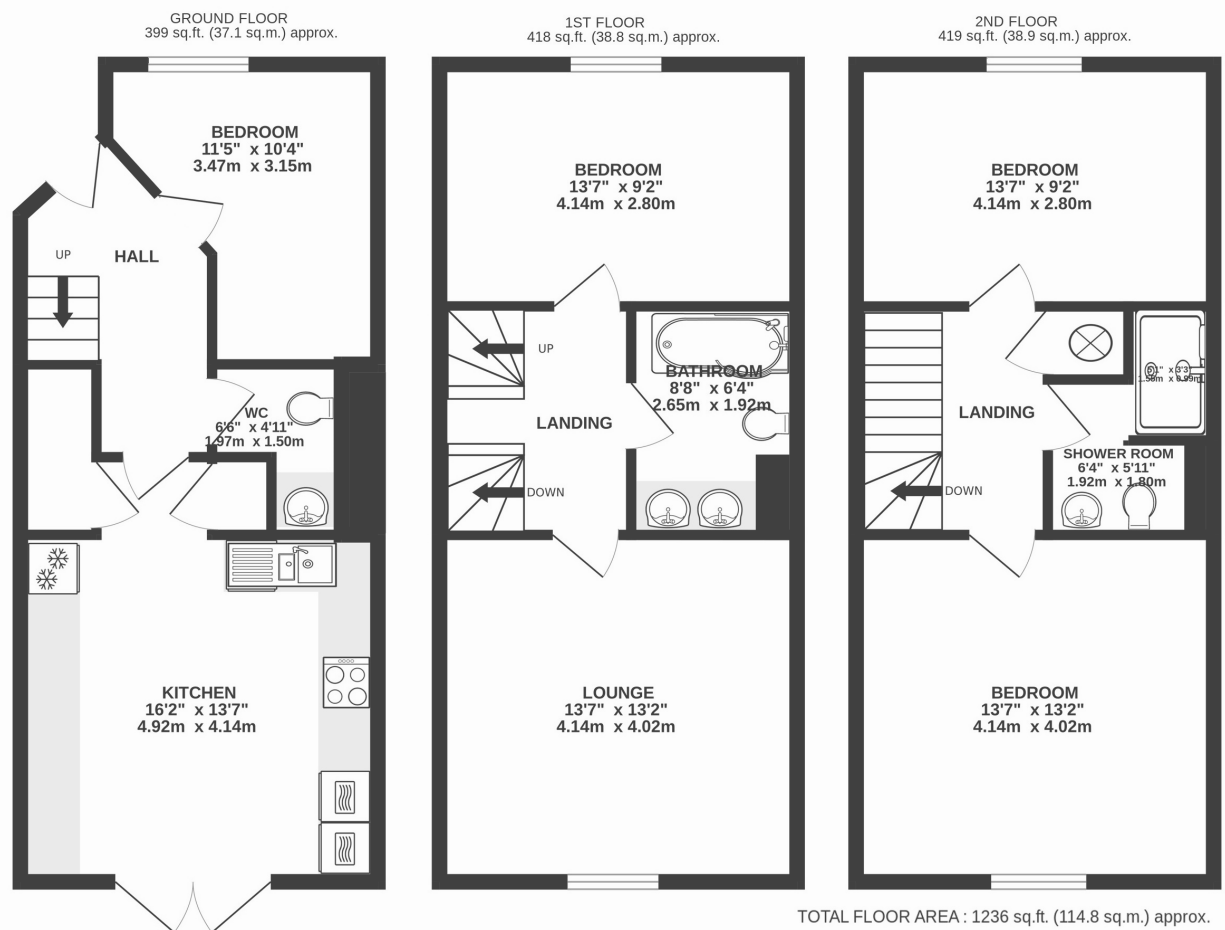 GROUND FLOOR
399 sq.ft. (37.1 sq.m.) approx.
BEDROOM
11'5" x 10'4"
3.47m x 3.15m
UP
HALL
WC
6'6" x 4'11"
1.97m x 1.50m
KITCHEN
16'2" x 13'7"
4.92m x 4.14m
1ST FLOOR
418 sq.ft. (38.8 sq.m.) approx.
BEDROOM
13'7" x 9'2"
4.14m x 2.80m
UP
BATHROOM
8'8" x 6'4"
2.65m x 1.92m
LANDING
DOWN
LOUNGE
13'7" x 13'2"
4.14m x 4.02m
2ND FLOOR
419 sq.ft. (38.9 sq.m.) approx.
BEDROOM
13'7" x 9'2"
4.14m x 2.80m
x 3'3"
LANDING
SHOWER ROOM
6'4" x 5'11"
1.92m x 1.80m
DOWN
BEDROOM
13'7" x 13'2"
4.14m x 4.02m
TOTAL FLOOR AREA : 1236 sq.ft. (114.8 sq.m.) approx.